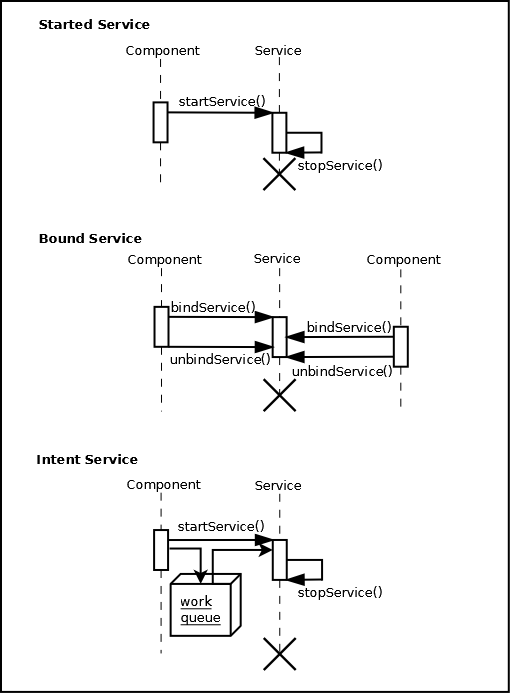 Started Service
Component
Service
startService()
stopService()
Bound Service
Component
Service
Component
bindService()
bindService()
unbindService()
unbindService()
Intent Service
Component
Service
startService()
stopService()
work
queue